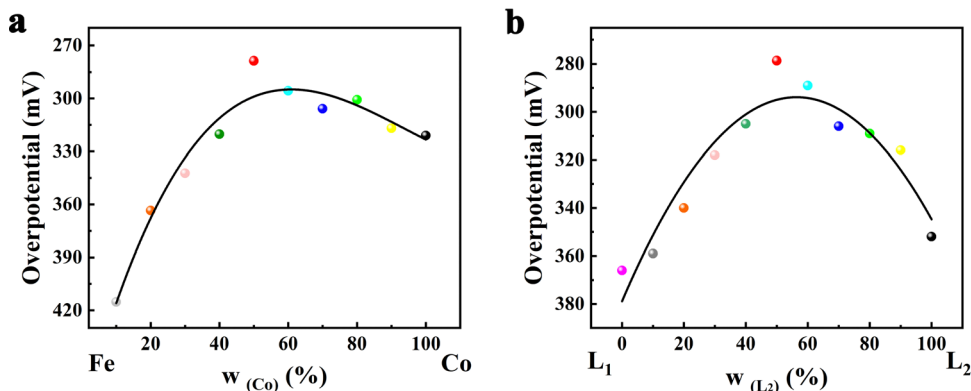 a
Overpotential (mV)
270
300
330
360
390
420
20
40
60
80
100
Fe
Co
w (Co) (%)
b
Overpotential (mV)
280
300
320
340
360
380
0
20
40
60
80
100
L₁
L₂
w (L₂) (%)